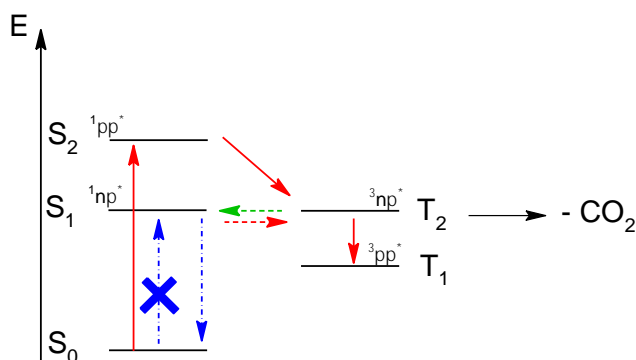 E
S₂ ¹pp*
S₁ ¹np*
³np* T₂ - CO₂
³pp* T₁
S₀